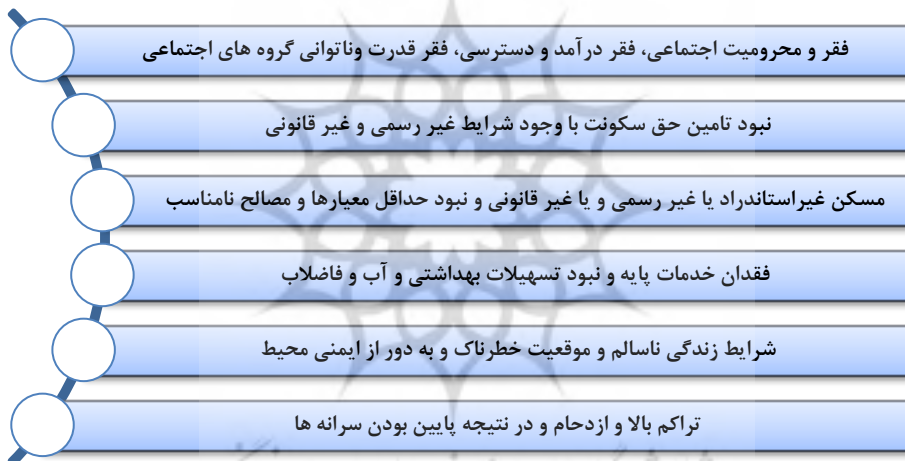 فقر و محرومیت اجتماعی، فقر درآمد و دسترسی، فقر قدرت وناتوانی گروه های اجتماعی
نبود تامین حق سکونت با وجود شرایط غیر رسمی و غیر قانونی
مسکن غیراستاندراد یا غیر رسمی و یا غیر قانونی و نبود حداقل معیارها و مصالح نامناسب
فقدان خدمات پایه و نبود تسهیلات بهداشتی و آب و فاضلاب
شرایط زندگی ناسالم و موقعیت خطرناک و به دور از ایمنی محیط
تراکم بالا و ازدحام و در نتیجه پایین بودن سرانه ها